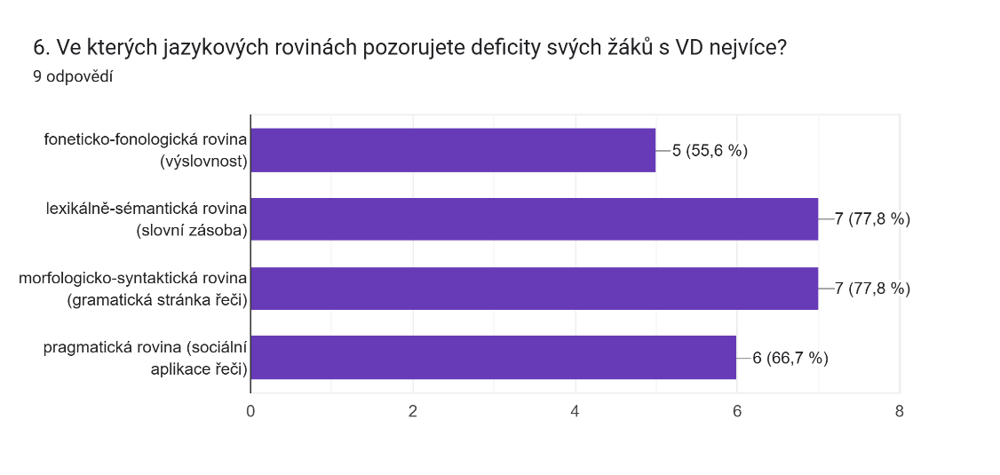 6. Ve kterých jazykových rovinách pozorujete deficity svých žáků s VD nejvíce?
9 odpovědí
foneticko-fonologická rovina
(výslovnost)
5 (55,6 %)
lexikálně-sémantická rovina
(slovní zásoba)
7 (77,8 %)
morfologicko-syntaktická rovina
(gramatická stránka řeči)
7 (77,8 %)
pragmatická rovina (sociální
aplikace řeči)
6 (66,7 %)
0 2 4 6 8